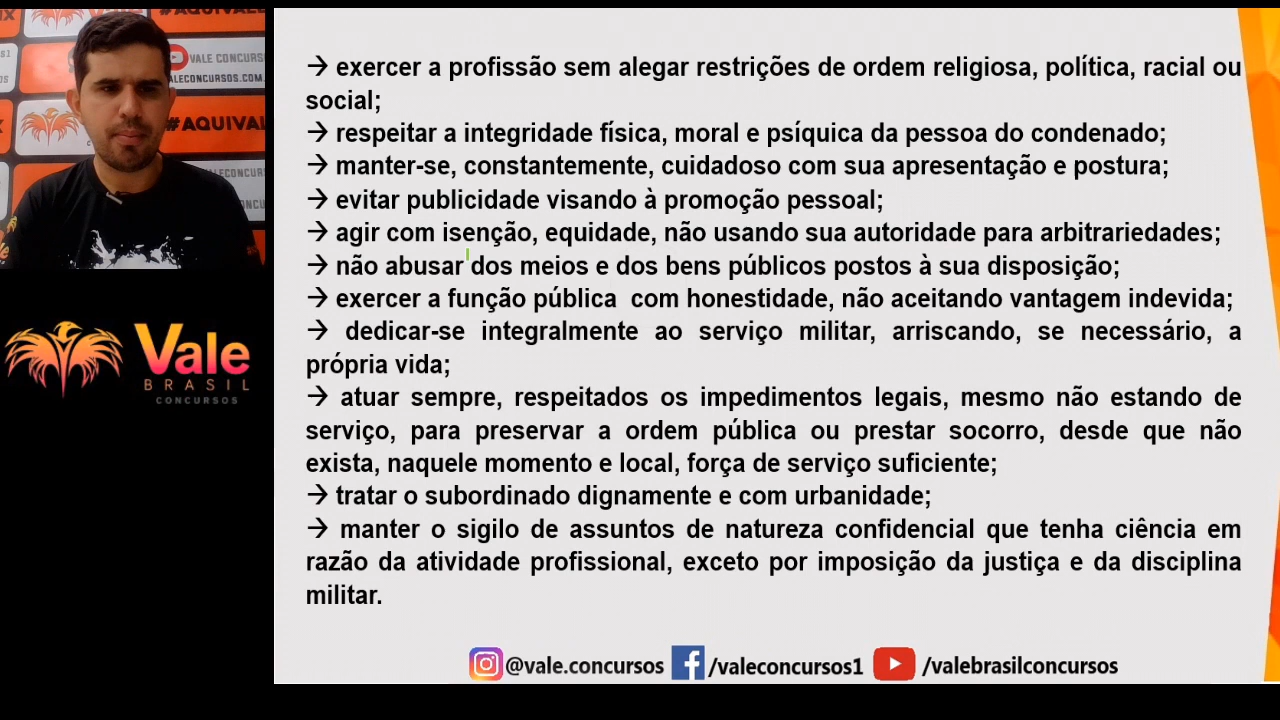 IX
#AQUI
VALE CONCURS
ALECONCURSOS.COM.
#AQUIVAL
Vale
BRASIL
CONCURSOS
→ exercer a profissão sem alegar restrições de ordem religiosa, política, racial ou
social;
→ respeitar a integridade física, moral e psíquica da pessoa do condenado;
→ manter-se, constantemente, cuidadoso com sua apresentação e postura;
→ evitar publicidade visando à promoção pessoal;
→ agir com isenção, equidade, não usando sua autoridade para arbitrariedades;
→ não abusar dos meios e dos bens públicos postos à sua disposição;
→ exercer a função pública  com honestidade, não aceitando vantagem indevida;
→ dedicar-se integralmente ao serviço militar, arriscando, se necessário, a
própria vida;
→ atuar sempre, respeitados os impedimentos legais, mesmo não estando de
serviço, para preservar a ordem pública ou prestar socorro, desde que não
exista, naquele momento e local, força de serviço suficiente;
→ tratar o subordinado dignamente e com urbanidade;
→ manter o sigilo de assuntos de natureza confidencial que tenha ciência em
razão da atividade profissional, exceto por imposição da justiça e da disciplina
militar.
@vale.concursos /valeconcursos1 /valebrasilconcursos